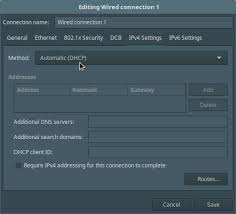 Editing Wired connection 1
Connection name: Wired connection 1
General Ethernet 802.1x Security DCB IPv4 Settings IPv6 Settings
Method: Automatic (DHCP)
Addresses
Address Netmask Gateway Add
Delete
Additional DNS servers:
Additional search domains:
DHCP client ID:
Require IPv4 addressing for this connection to complete
Routes...
Cancel Save